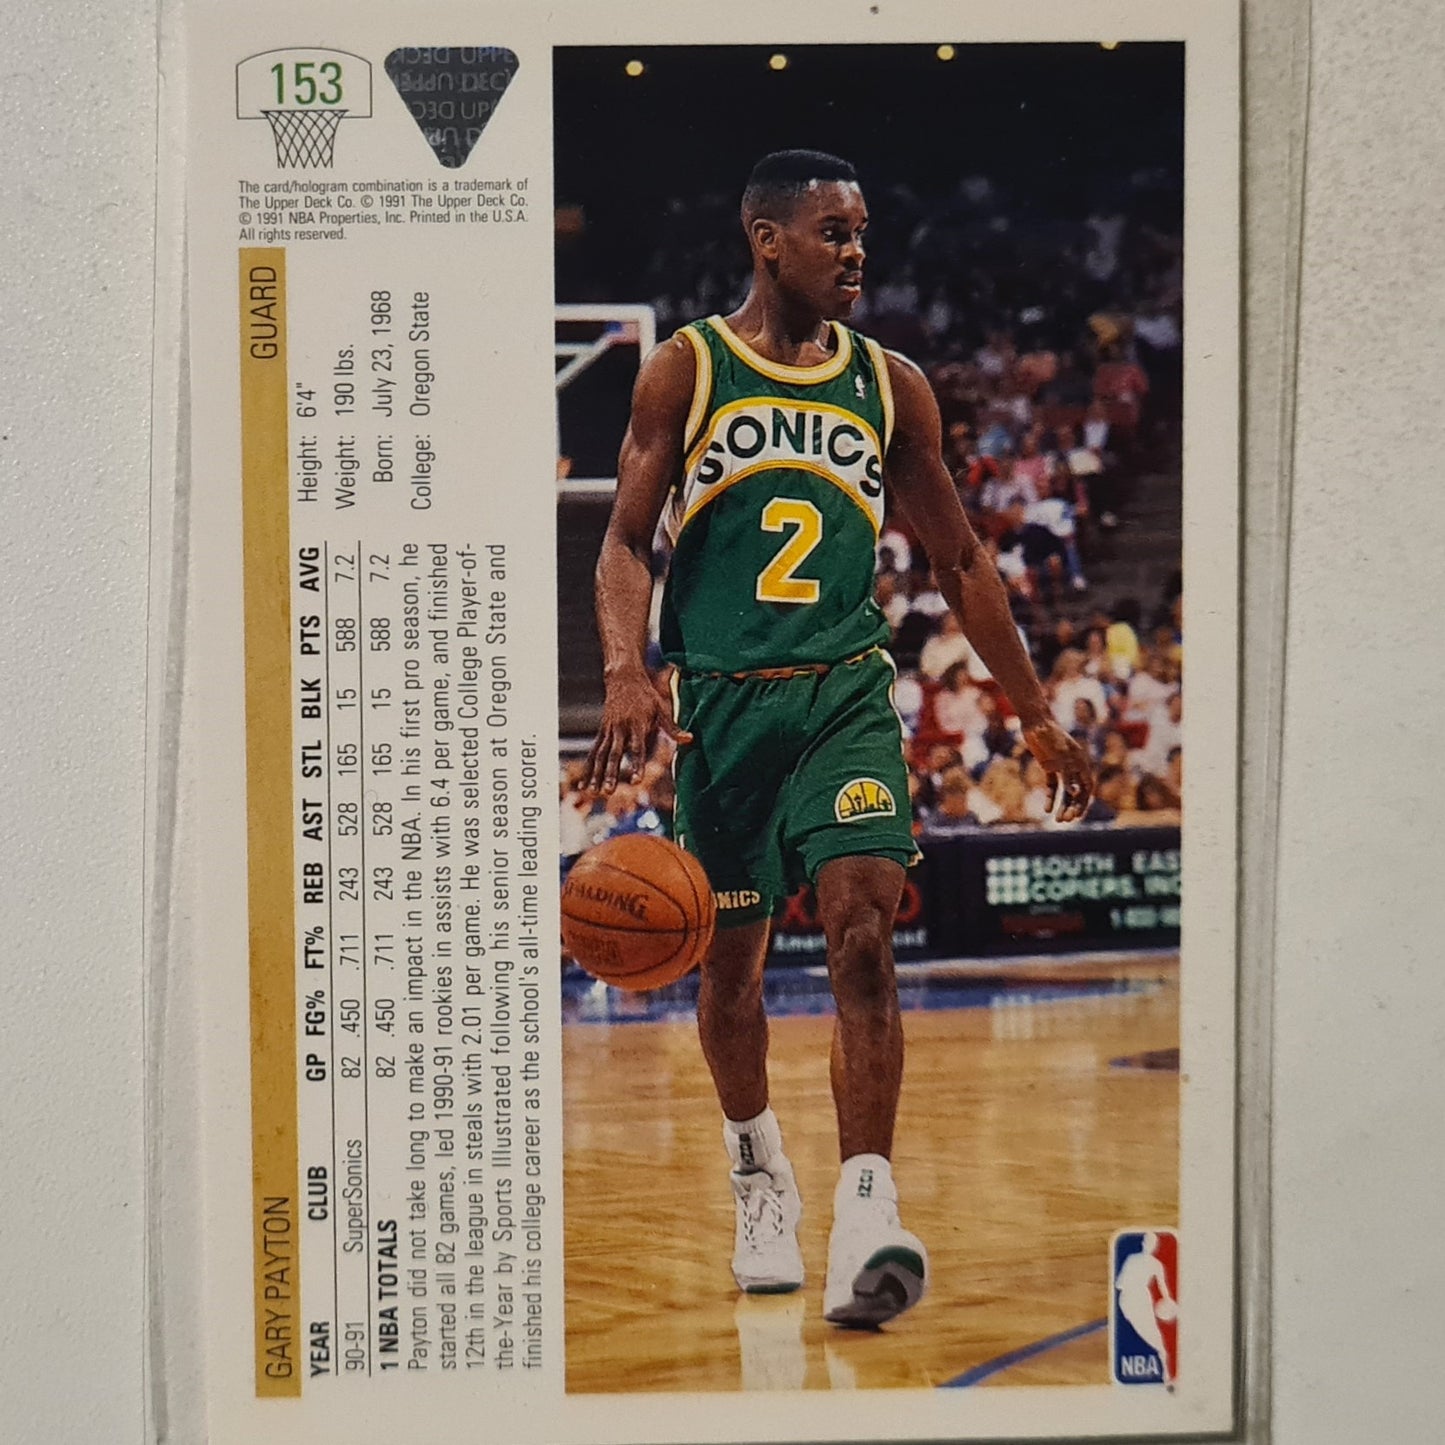 153
UPPER DECK
The card/hologram combination is a trademark of
The Upper Deck Co. © 1991 The Upper Deck Co.
© 1991 NBA Properties, Inc. Printed in the U.S.A.
All rights reserved.
GARY PAYTON GUARD
YEAR CLUB GP FG% FT% REB AST STL BLK PTS AVG
90-91 SuperSonics 82 .450 .711 243 528 165 15 588 7.2
1 NBA TOTALS 82 .450 .711 243 528 165 15 588 7.2
Height: 6'4"
Weight: 190 lbs.
Born: July 23, 1968
College: Oregon State
Payton did not take long to make an impact in the NBA. In his first pro season, he
started all 82 games, led 1990-91 rookies in assists with 6.4 per game, and finished
12th in the league in steals with 2.01 per game. He was selected College Player-of-
the-Year by Sports Illustrated following his senior season at Oregon State and
finished his college career as the school's all-time leading scorer.
SONICS
2
SPALDING
ONICS
SOUTH EAS
COPIERS, INC
NBA